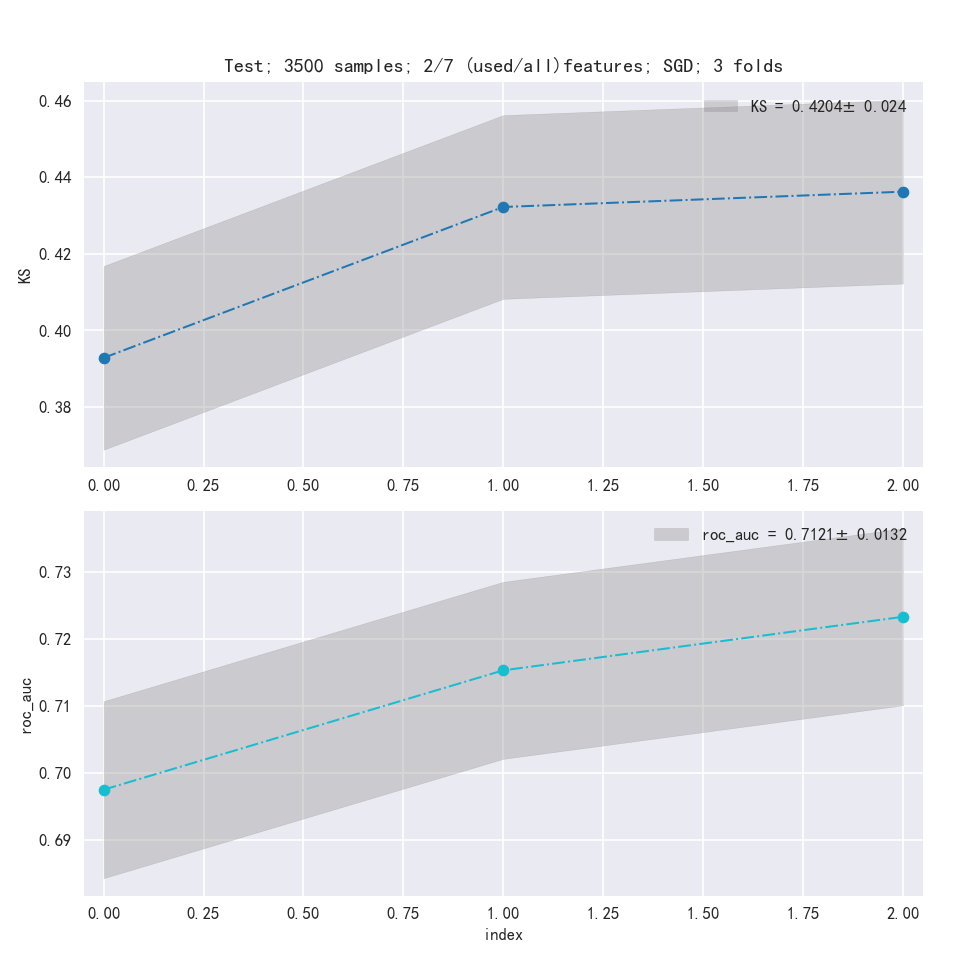 Test; 3500 samples; 2/7 (used/all)features; SGD; 3 folds
KS = 0.4204± 0.024
0.46
0.44
0.42
0.40
0.38
KS
0.00 0.25 0.50 0.75 1.00 1.25 1.50 1.75 2.00
roc_auc = 0.7121± 0.0132
0.73
0.72
0.71
0.70
0.69
roc_auc
0.00 0.25 0.50 0.75 1.00 1.25 1.50 1.75 2.00
index